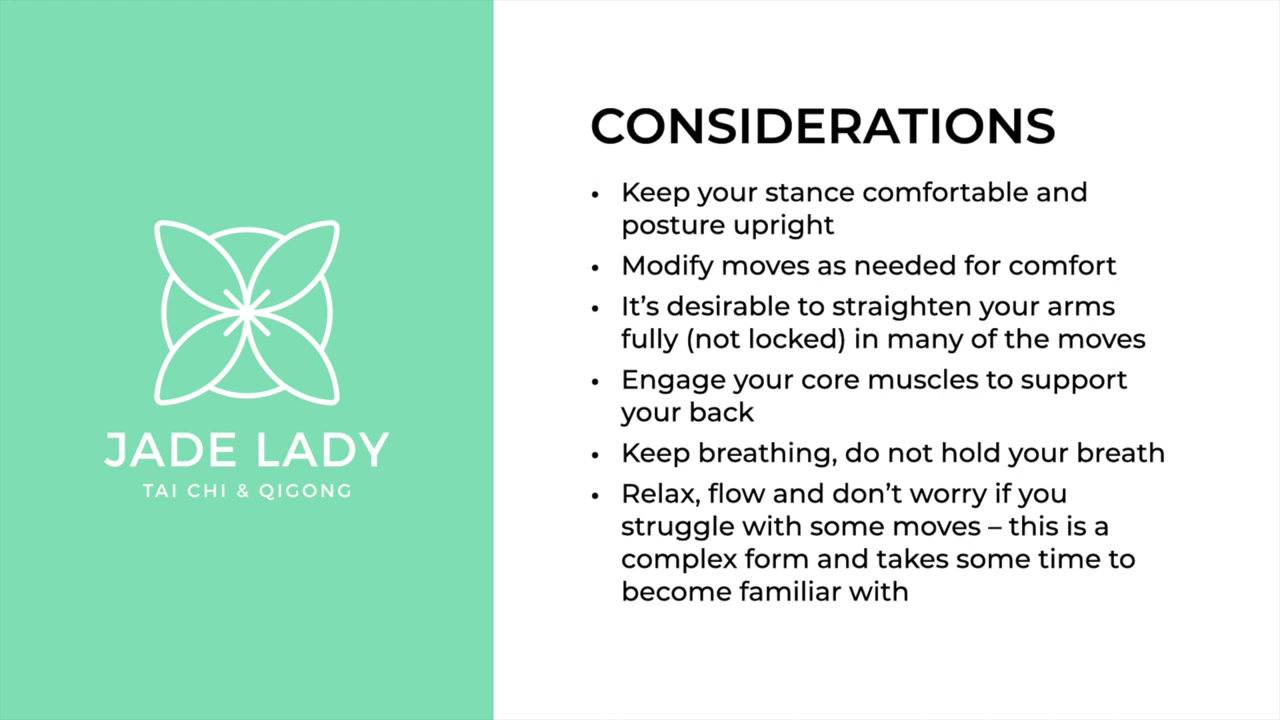 JADE LADY
TAI CHI & QIGONG
CONSIDERATIONS
• Keep your stance comfortable and
posture upright
• Modify moves as needed for comfort
• It’s desirable to straighten your arms
fully (not locked) in many of the moves
• Engage your core muscles to support
your back
• Keep breathing, do not hold your breath
• Relax, flow and don’t worry if you
struggle with some moves – this is a
complex form and takes some time to
become familiar with